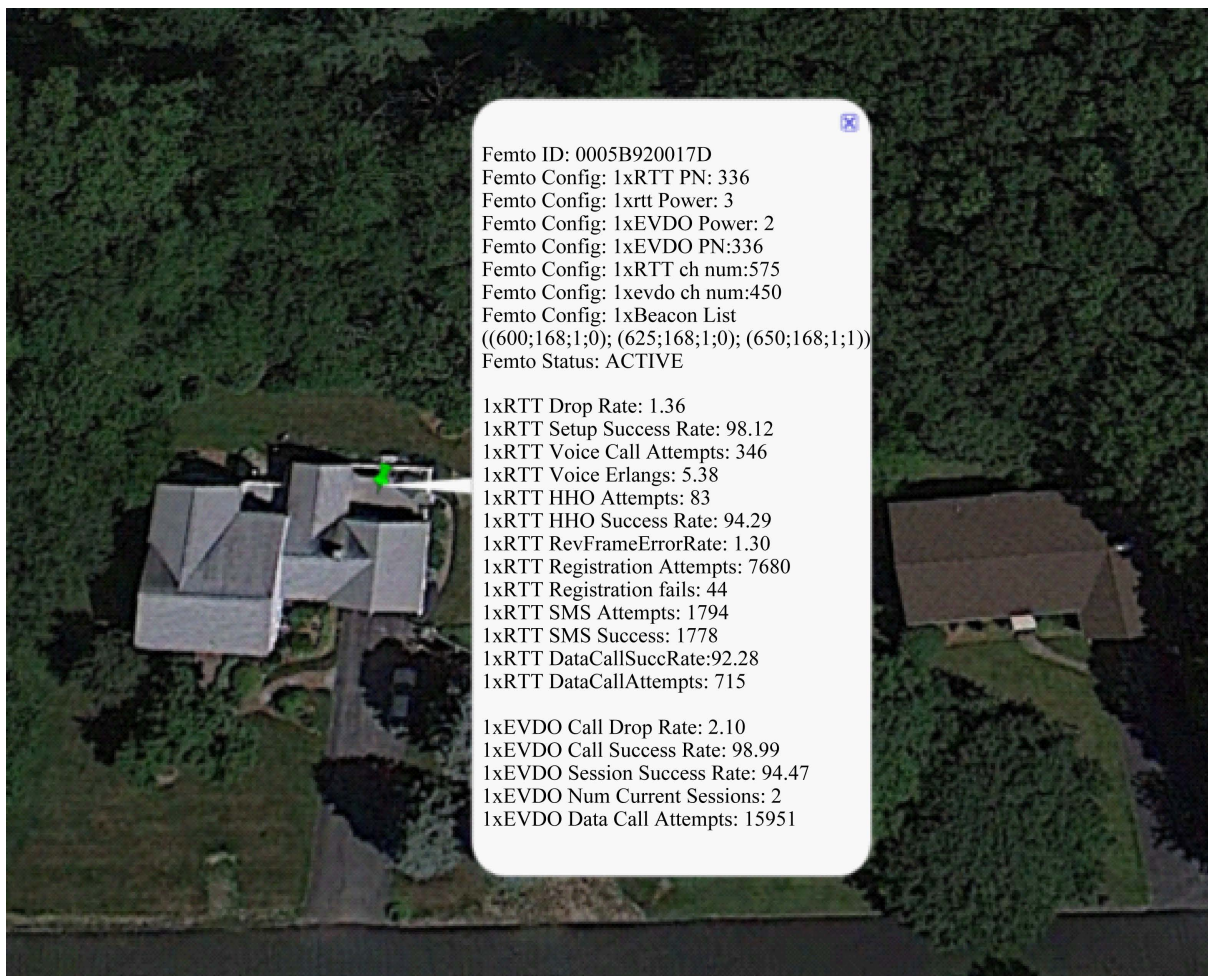 Femto ID: 0005B920017D
Femto Config: 1xRTT PN: 336
Femto Config: 1xrtt Power: 3
Femto Config: 1xEVDO Power: 2
Femto Config: 1xEVDO PN:336
Femto Config: 1xRTT ch num:575
Femto Config: 1xevdo ch num:450
Femto Config: 1xBeacon List
((600;168;1;0); (625;168;1;0); (650;168;1;1))
Femto Status: ACTIVE
1xRTT Drop Rate: 1.36
1xRTT Setup Success Rate: 98.12
1xRTT Voice Call Attempts: 346
1xRTT Voice Erlangs: 5.38
1xRTT HHO Attempts: 83
1xRTT HHO Success Rate: 94.29
1xRTT RevFrameErrorRate: 1.30
1xRTT Registration Attempts: 7680
1xRTT Registration fails: 44
1xRTT SMS Attempts: 1794
1xRTT SMS Success: 1778
1xRTT DataCallSuccRate:92.28
1xRTT DataCallAttempts: 715
1xEVDO Call Drop Rate: 2.10
1xEVDO Call Success Rate: 98.99
1xEVDO Session Success Rate: 94.47
1xEVDO Num Current Sessions: 2
1xEVDO Data Call Attempts: 15951